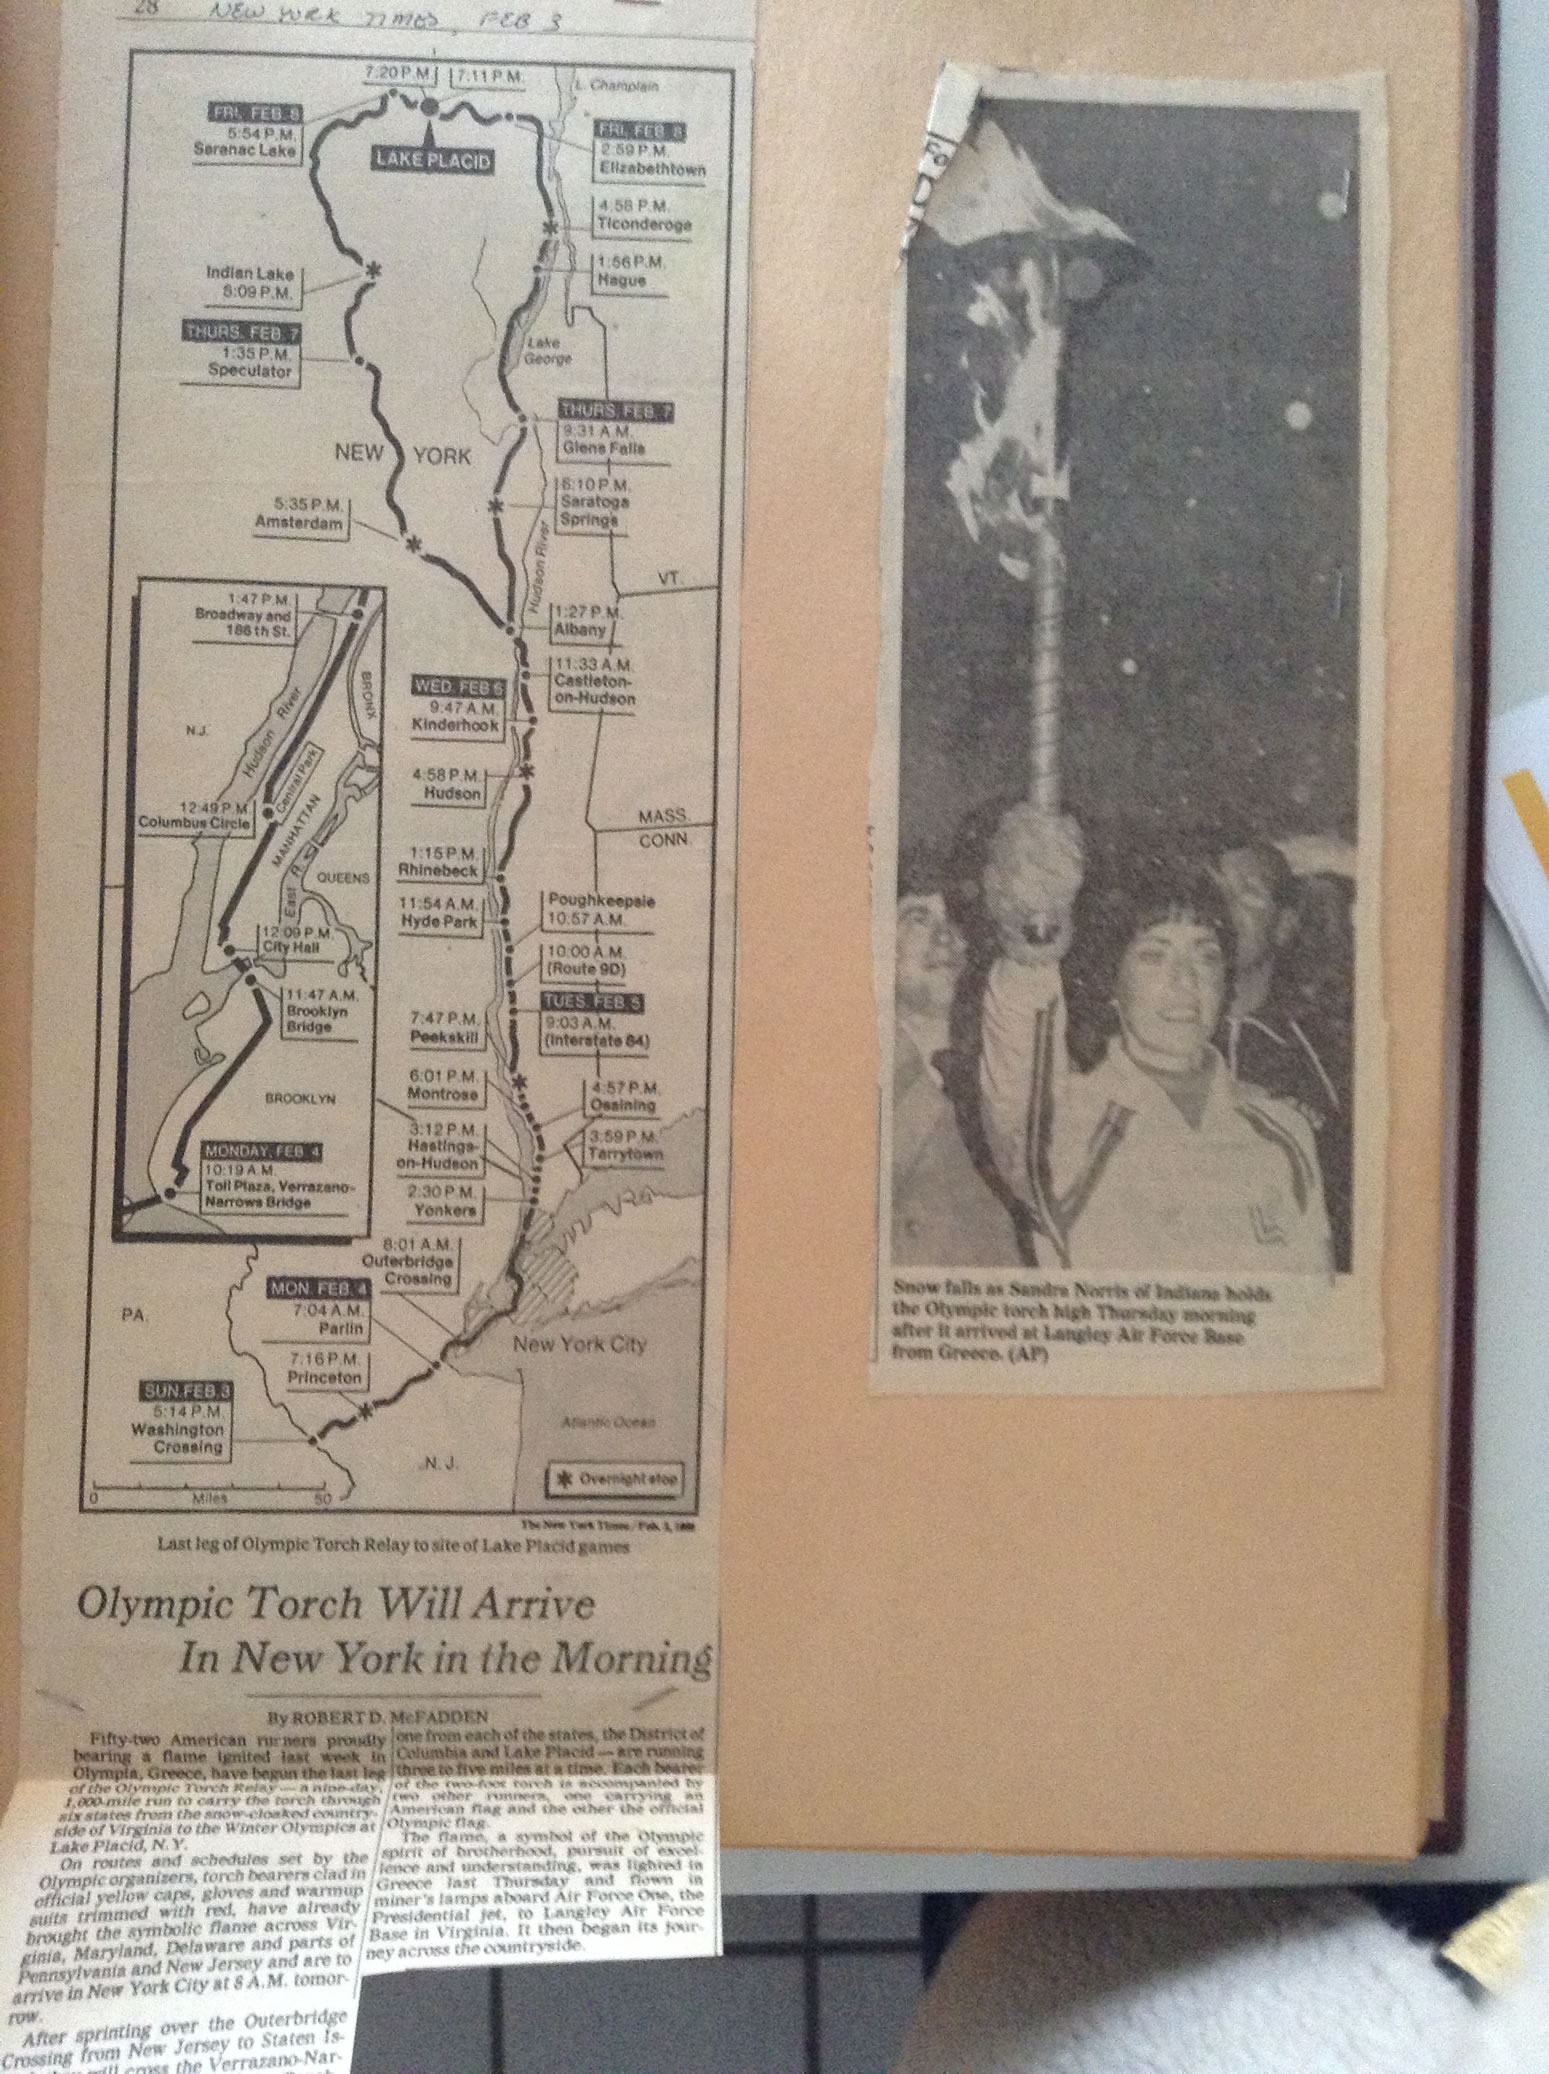 28 NEW YORK TIMES, FEB 3
7:20 P.M.
7:11 P.M.
L. Champlain
FRI. FEB. 8
5:54 P.M.
Saranac Lake
LAKE PLACID
FRI. FEB. 8
2:59 P.M.
Elizabethtown
4:58 P.M.
Ticonderoga
Indian Lake
5:09 P.M.
1:56 P.M.
Hague
THURS. FEB. 7
1:35 P.M.
Speculator
Lake
George
THURS. FEB. 7
9:31 A.M.
Glens Falls
NEW YORK
6:10 P.M.
Saratoga
Springs
5:35 P.M.
Amsterdam
Hudson River
VT.
1:27 P.M.
Albany
11:33 A.M.
Castleton-
on-Hudson
WED. FEB 6
9:47 A.M.
Kinderhook
4:58 P.M.
Hudson
MASS.
CONN.
1:15 P.M.
Rhinebeck
11:54 A.M.
Hyde Park
Poughkeepsie
10:57 A.M.
10:00 A.M.
(Route 9D)
TUES. FEB. 5
9:03 A.M.
(Interstate 84)
7:47 P.M.
Peekskill
6:01 P.M.
Montrose
4:57 P.M.
Ossining
3:12 P.M.
Hastings-
on-Hudson
3:59 P.M.
Tarrytown
2:30 P.M.
Yonkers
1:47 P.M.
Broadway and
186th St.
N.J.
Hudson River
BRONX
Central Park
12:49 P.M.
Columbus Circle
MANHATTAN
East R.
QUEENS
12:09 P.M.
City Hall
11:47 A.M.
Brooklyn
Bridge
BROOKLYN
MONDAY, FEB. 4
10:19 A.M.
Toll Plaza, Verrazano-
Narrows Bridge
8:01 A.M.
Outerbridge
Crossing
PA.
MON. FEB. 4
7:04 A.M.
Parlin
New York City
7:16 P.M.
Princeton
SUN. FEB. 3
5:14 P.M.
Washington
Crossing
Atlantic Ocean
N.J.
* Overnight stop
0 Miles 50
The New York Times / Feb. 3, 1980
Last leg of Olympic Torch Relay to site of Lake Placid games
Olympic Torch Will Arrive
In New York in the Morning
By ROBERT D. McFADDEN
Fifty-two American runners proudly
bearing a flame ignited last week in
Olympia, Greece, have begun the last leg
of the Olympic Torch Relay — a nine-day,
1,000-mile run to carry the torch through
six states from the snow-cloaked country-
side of Virginia to the Winter Olympics at
Lake Placid, N.Y.
On routes and schedules set by the
Olympic organizers, torch bearers clad in
official yellow caps, gloves and warmup
suits trimmed with red, have already
brought the symbolic flame across Vir-
ginia, Maryland, Delaware and parts of
Pennsylvania and New Jersey and are to
arrive in New York City at 8 A.M. tomor-
row.
After sprinting over the Outerbridge
Crossing from New Jersey to Staten Is-
will cross the Verrazano-Nar-
one from each of the states, the District of
Columbia and Lake Placid — are running
three to five miles at a time. Each bearer
of the two-foot torch is accompanied by
two other runners, one carrying an
American flag and the other the official
Olympic flag.
The flame, a symbol of the Olympic
spirit of brotherhood, pursuit of excel-
lence and understanding, was lighted in
Greece last Thursday and flown in
miner's lamps aboard Air Force One, the
Presidential jet, to Langley Air Force
Base in Virginia. It then began its jour-
ney across the countryside.
Snow falls as Sandra Norris of Indiana holds
the Olympic torch high Thursday morning
after it arrived at Langley Air Force Base
from Greece. (AP)